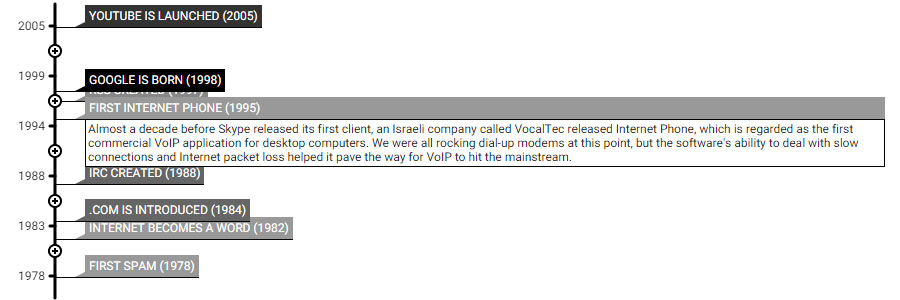 2005
YOUTUBE IS LAUNCHED (2005)
1999
GOOGLE IS BORN (1998)
FIRST INTERNET PHONE (1995)
1994
Almost a decade before Skype released its first client, an Israeli company called VocalTec released Internet Phone, which is regarded as the first
commercial VoIP application for desktop computers. We were all rocking dial-up modems at this point, but the software's ability to deal with slow
connections and Internet packet loss helped it pave the way for VoIP to hit the mainstream.
1988
IRC CREATED (1988)
.COM IS INTRODUCED (1984)
1983
INTERNET BECOMES A WORD (1982)
FIRST SPAM (1978)
1978